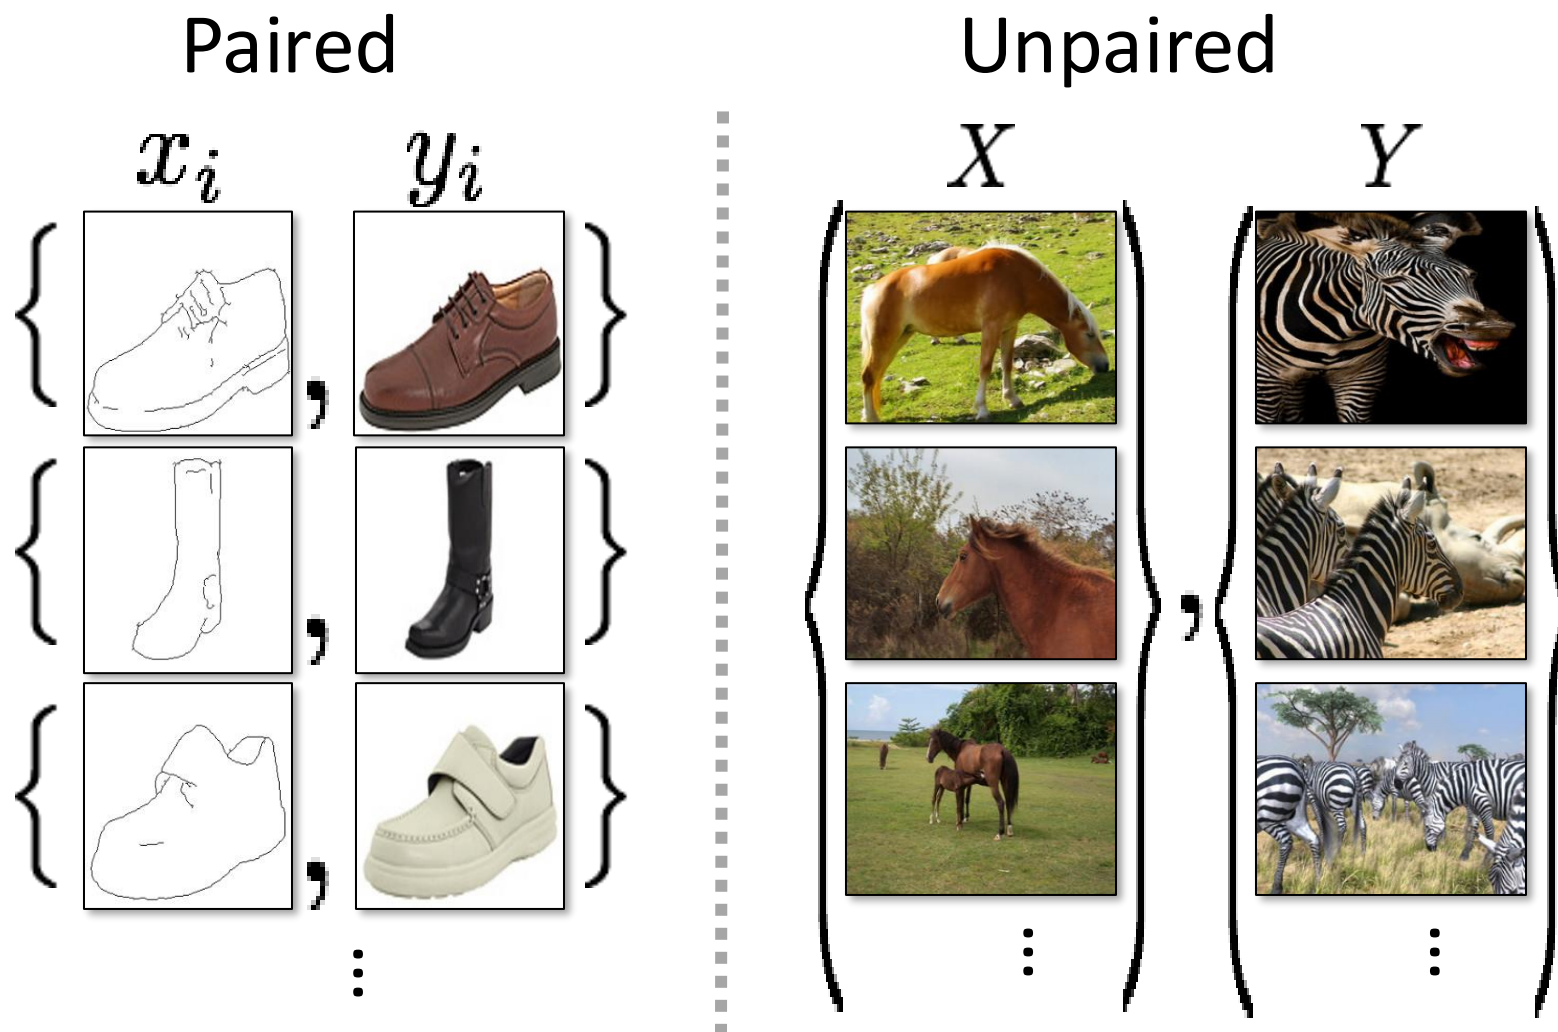 Paired
Unpaired
x_i
y_i
X
Y
{ , }
{ , }
{ , }
⋮
{ } , { }
⋮
⋮